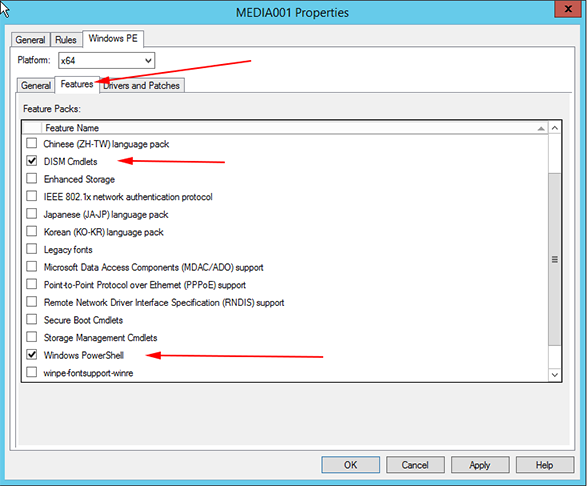 MEDIA001 Properties
General Rules Windows PE
Platform: x64
General Features Drivers and Patches
Feature Packs:
Feature Name
Chinese (ZH-TW) language pack
DISM Cmdlets
Enhanced Storage
IEEE 802.1x network authentication protocol
Japanese (JA-JP) language pack
Korean (KO-KR) language pack
Legacy fonts
Microsoft Data Access Components (MDAC/ADO) support
Point-to-Point Protocol over Ethernet (PPPoE) support
Remote Network Driver Interface Specification (RNDIS) support
Secure Boot Cmdlets
Storage Management Cmdlets
Windows PowerShell
winpe-fontsupport-winre
OK Cancel Apply Help